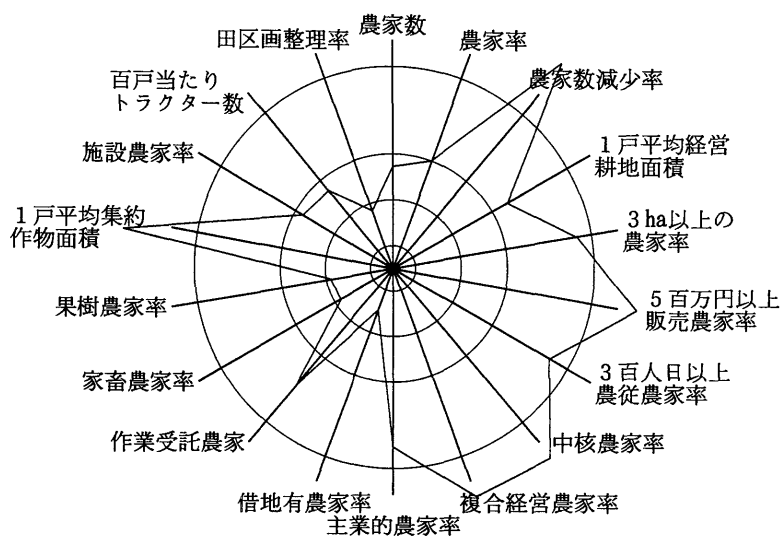 農家数
農家率
農家数減少率
1戸平均経営
耕地面積
3ha以上の
農家率
5百万円以上
販売農家率
3百人日以上
農従農家率
中核農家率
複合経営農家率
主業的農家率
借地有農家率
作業受託農家
家畜農家率
果樹農家率
1戸平均集約
作物面積
施設農家率
百戸当たり
トラクター数
田区画整理率